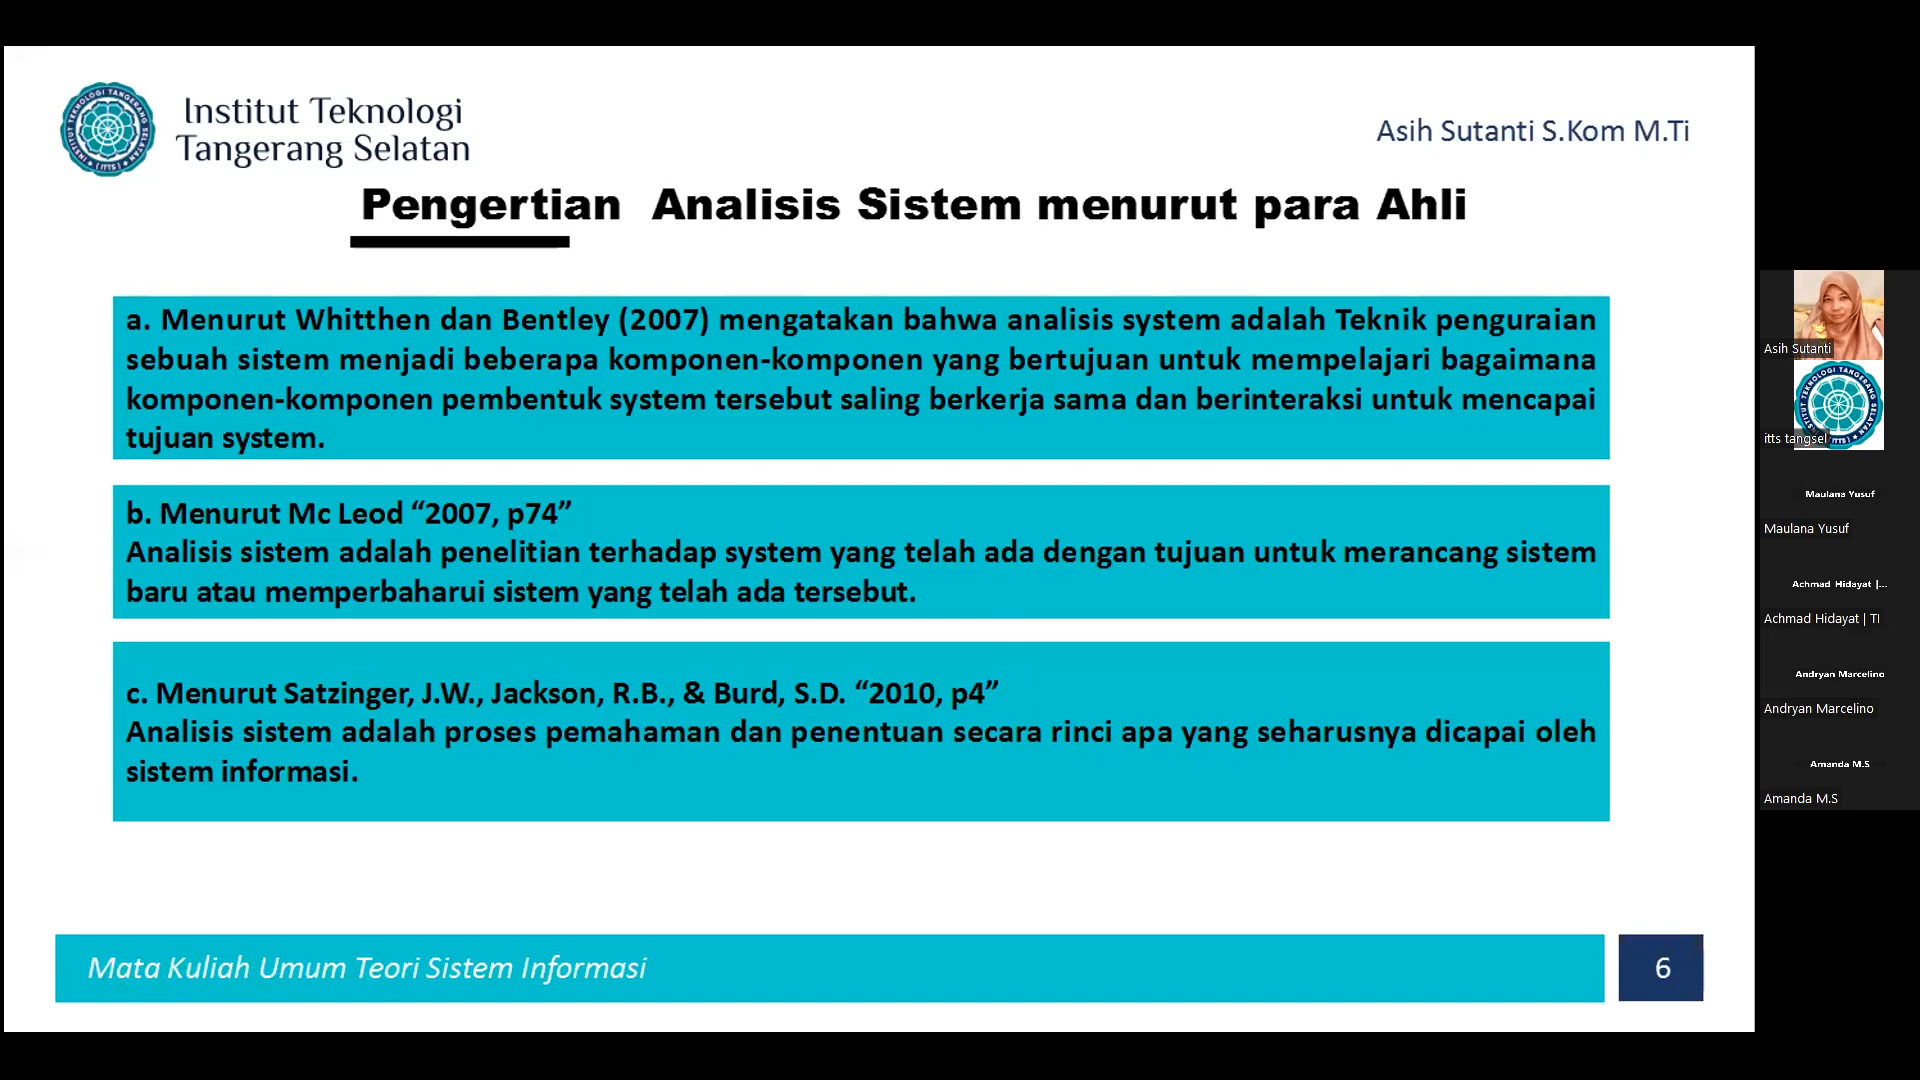 Institut Teknologi
Tangerang Selatan
Asih Sutanti S.Kom M.Ti
Pengertian Analisis Sistem menurut para Ahli
a. Menurut Whitthen dan Bentley (2007) mengatakan bahwa analisis system adalah Teknik penguraian
sebuah sistem menjadi beberapa komponen-komponen yang bertujuan untuk mempelajari bagaimana
komponen-komponen pembentuk system tersebut saling berkerja sama dan berinteraksi untuk mencapai
tujuan system.
b. Menurut Mc Leod “2007, p74”
Analisis sistem adalah penelitian terhadap system yang telah ada dengan tujuan untuk merancang sistem
baru atau memperbaharui sistem yang telah ada tersebut.
c. Menurut Satzinger, J.W., Jackson, R.B., & Burd, S.D. “2010, p4”
Analisis sistem adalah proses pemahaman dan penentuan secara rinci apa yang seharusnya dicapai oleh
sistem informasi.
Mata Kuliah Umum Teori Sistem Informasi
6
Asih Sutanti
itts tangsel
Maulana Yusuf
Maulana Yusuf
Achmad Hidayat |...
Achmad Hidayat | TI
Andryan Marcelino
Andryan Marcelino
Amanda M.S
Amanda M.S